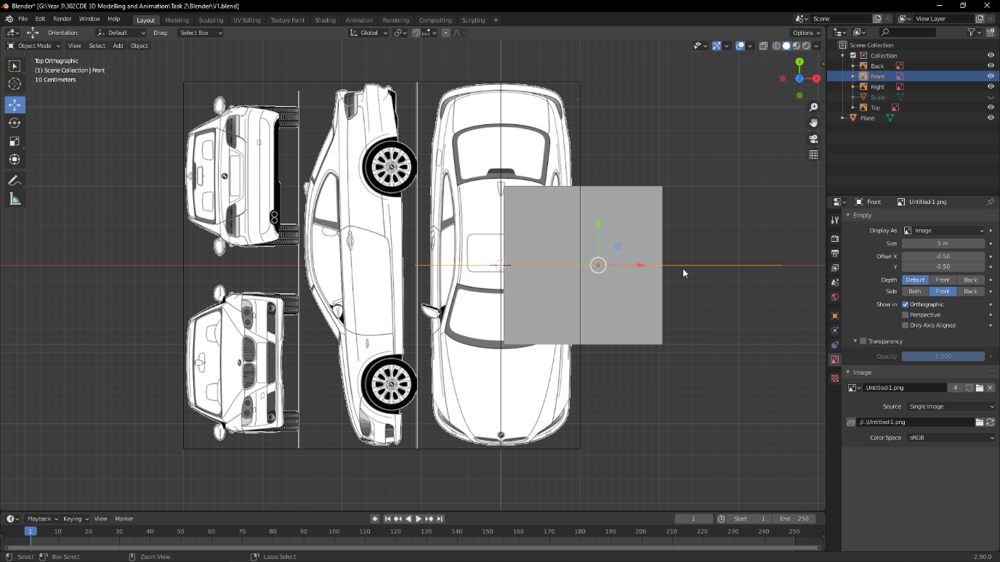 Blender* [G:\Year 3\302CDE 3D Modelling and Animation\Task 2\Blender\V1.blend]
File Edit Render Window Help Layout Modeling Sculpting UV Editing Texture Paint Shading Animation Rendering Compositing Scripting + Scene View Layer
Orientation: Default Drag: Select Box Global Options
Object Mode View Select Add Object
Top Orthographic
(1) Scene Collection | Front
10 Centimeters
Y
Z
X
Scene Collection
Collection
Back
Front
Right
Scale
Top
Plane
Front Untitled-1.png
Empty
Display As Image
Size 5 m
Offset X -0.50
Y -0.50
Depth Default Front Back
Side Both Front Back
Show in Orthographic
Perspective
Only Axis Aligned
Transparency
Opacity 1.000
Image
Untitled-1.png 4
Source Single Image
//..\Untitled-1.png
Color Space sRGB
Playback Keying View Marker 1 Start 1 End 250
1 10 20 30 40 50 60 70 80 90 100 110 120 130 140 150 160 170 180 190 200 210 220 230 240 250
Select Box Select Zoom View Lasso Select 2.90.0